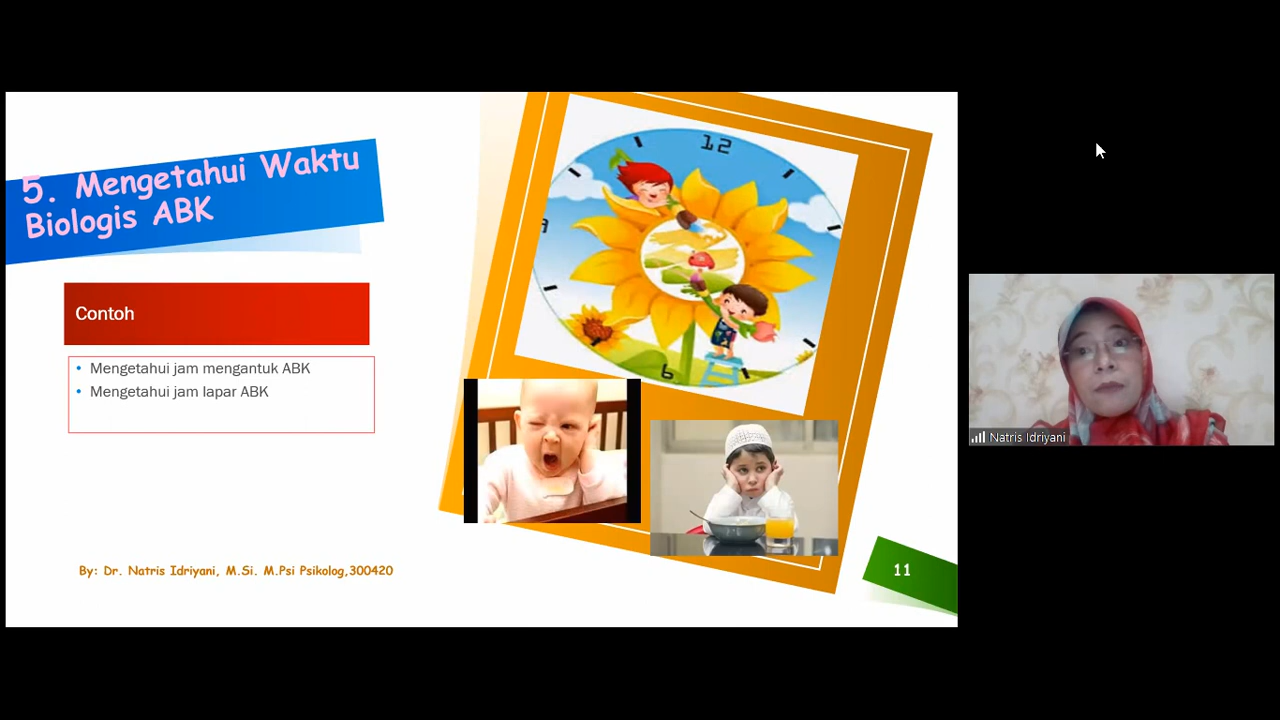 5. Mengetahui Waktu
Biologis ABK
Contoh
• Mengetahui jam mengantuk ABK
• Mengetahui jam lapar ABK
12
6
By: Dr. Natris Idriyani, M.Si. M.Psi Psikolog,300420
11
Natris Idriyani